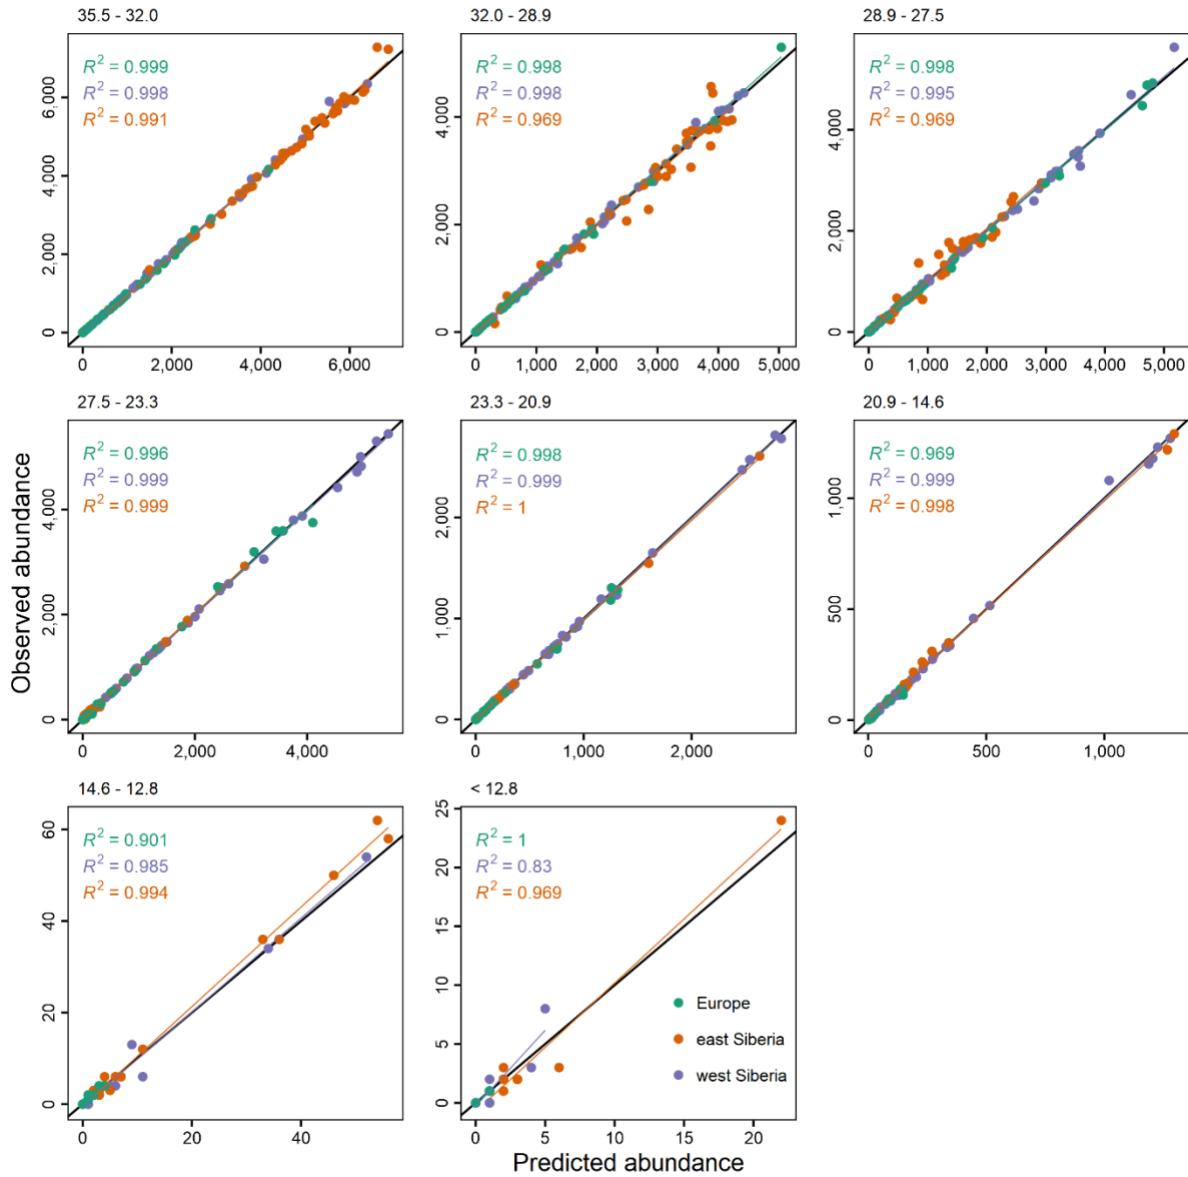 35.5 - 32.0
32.0 - 28.9
28.9 - 27.5
R² = 0.999
R² = 0.998
R² = 0.991
R² = 0.998
R² = 0.998
R² = 0.969
R² = 0.998
R² = 0.995
R² = 0.969
6,000
4,000
2,000
0
4,000
2,000
0
4,000
2,000
0
0 2,000 4,000 6,000
0 1,000 2,000 3,000 4,000 5,000
0 1,000 2,000 3,000 4,000 5,000
27.5 - 23.3
23.3 - 20.9
20.9 - 14.6
R² = 0.996
R² = 0.999
R² = 0.999
R² = 0.998
R² = 0.999
R² = 1
R² = 0.969
R² = 0.999
R² = 0.998
Observed abundance
4,000
2,000
0
2,000
1,000
0
1,000
500
0
0 2,000 4,000
0 1,000 2,000
0 500 1,000
14.6 - 12.8
< 12.8
R² = 0.901
R² = 0.985
R² = 0.994
R² = 1
R² = 0.83
R² = 0.969
60
40
20
0
25
20
15
10
5
0
Europe
east Siberia
west Siberia
0 20 40
0 5 10 15 20
Predicted abundance